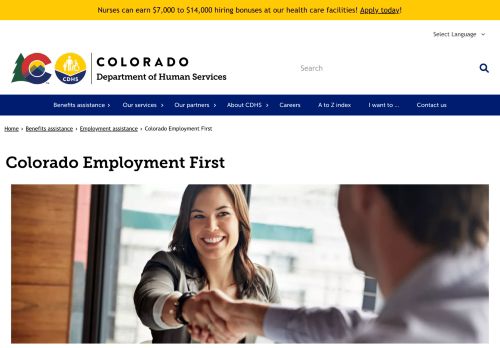 Nurses can earn $7,000 to $14,000 hiring bonuses at our health care facilities! Apply today!
Select Language
COLORADO
Department of Human Services
CDHS
Search
Benefits assistance
Our services
Our partners
About CDHS
Careers
A to Z index
I want to ...
Contact us
Home › Benefits assistance › Employment assistance › Colorado Employment First
Colorado Employment First